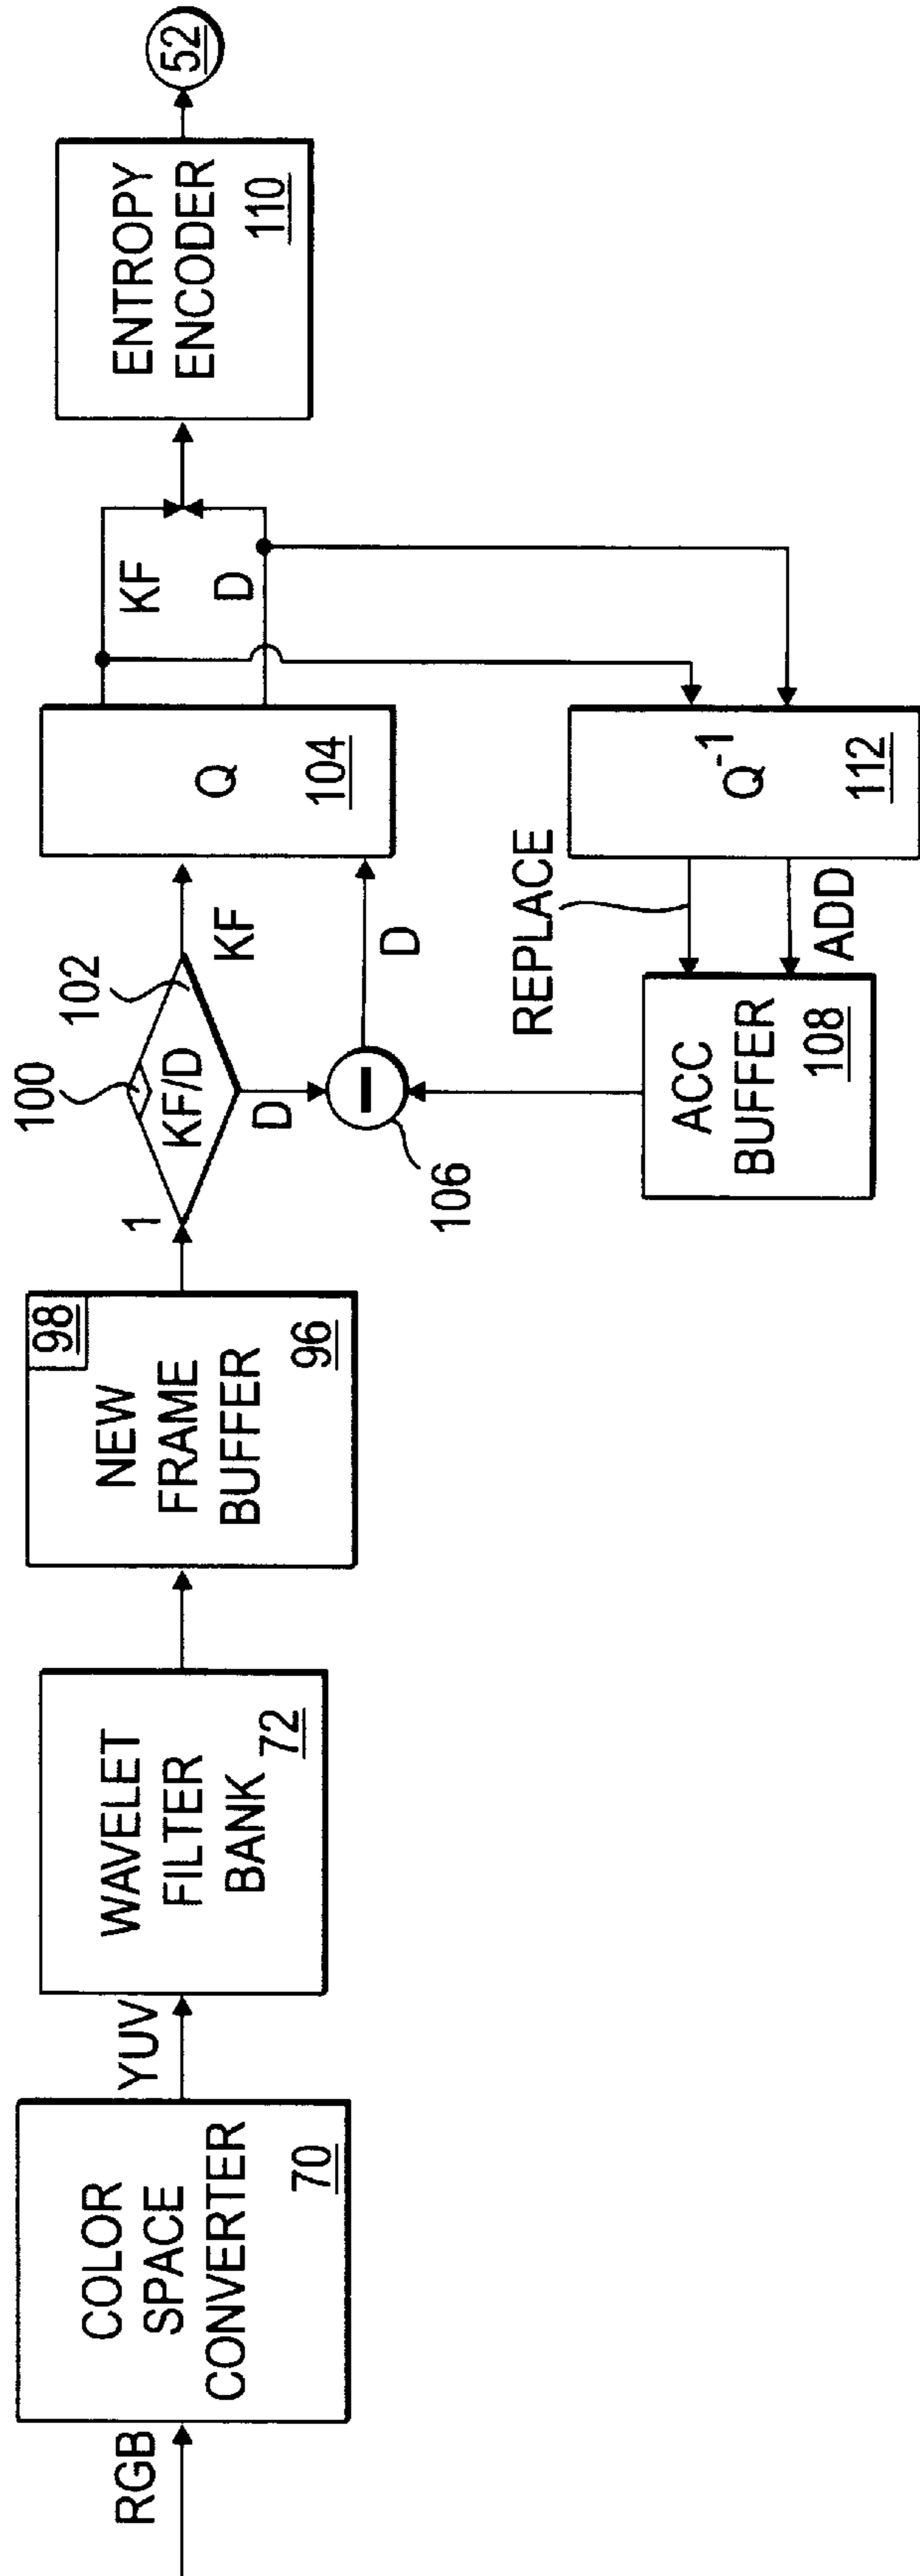 RGB
COLOR
SPACE
CONVERTER
70
YUV
WAVELET
FILTER
BANK
72
98
NEW
FRAME
BUFFER
96
1
100
102
KF/D
KF
D
106
D
Q
104
KF
D
ENTROPY
ENCODER
110
52
ACC
BUFFER
108
REPLACE
ADD
Q-1
112